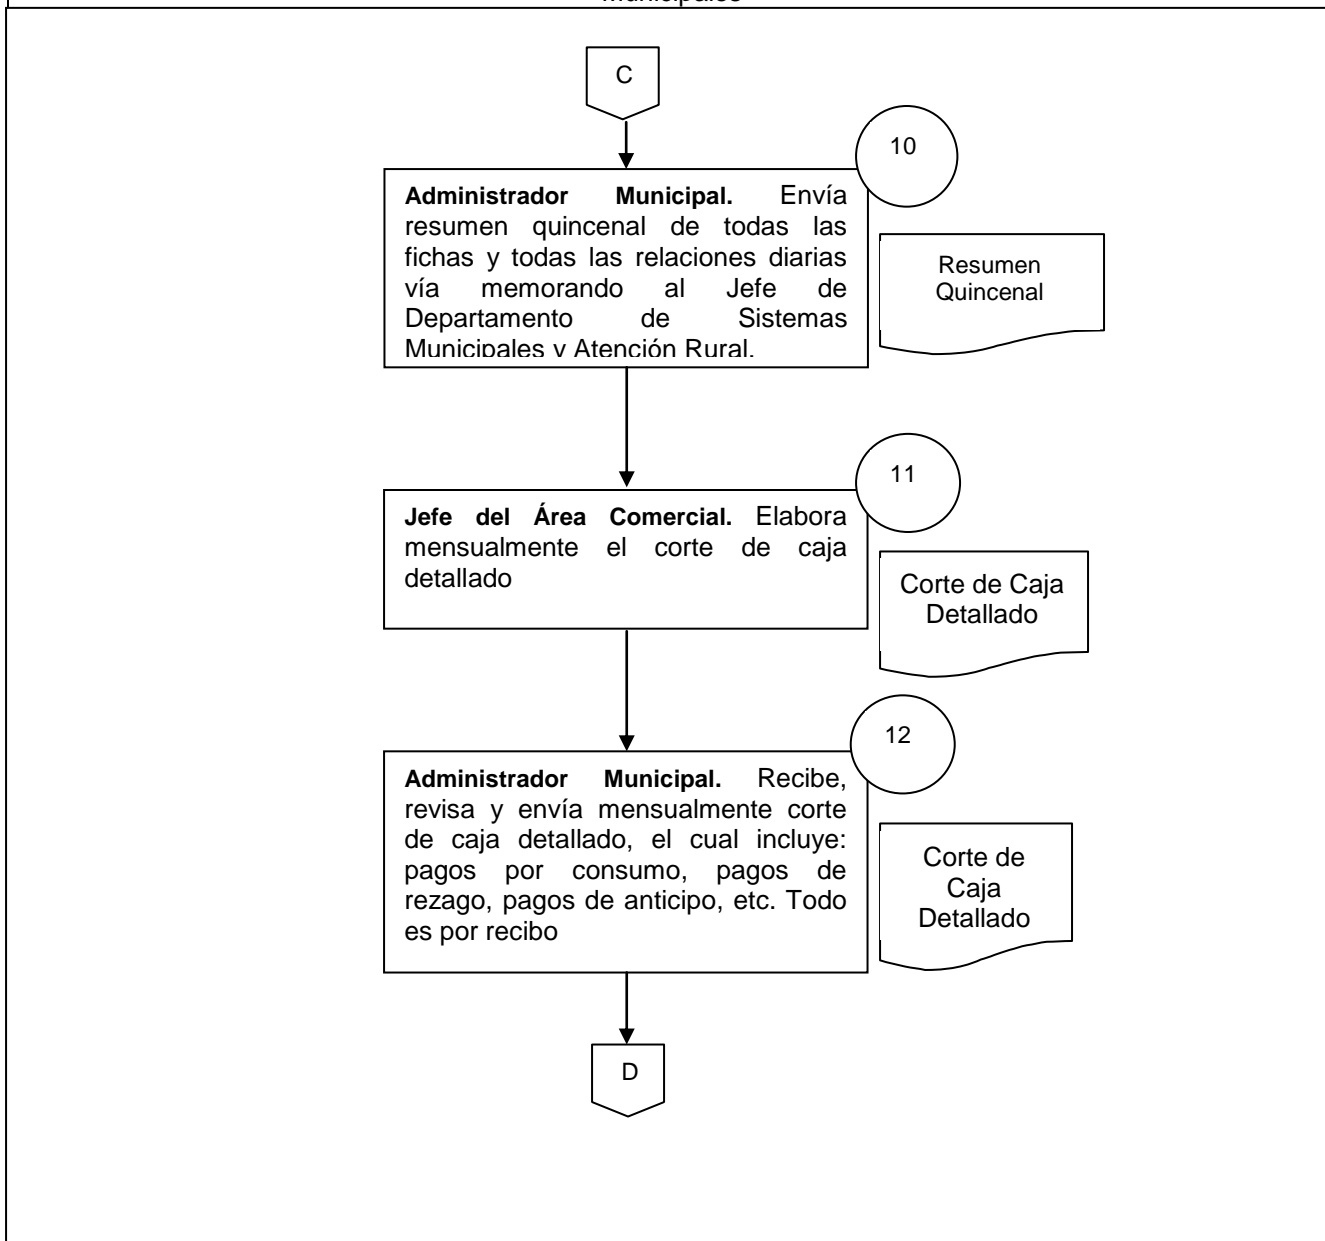 C
10
Administrador Municipal. Envía
resumen quincenal de todas las
fichas y todas las relaciones diarias
vía memorando al Jefe de
Departamento de Sistemas
Municipales y Atención Rural.
Resumen
Quincenal
11
Jefe del Área Comercial. Elabora
mensualmente el corte de caja
detallado
Corte de Caja
Detallado
12
Administrador Municipal. Recibe,
revisa y envía mensualmente corte
de caja detallado, el cual incluye:
pagos por consumo, pagos de
rezago, pagos de anticipo, etc. Todo
es por recibo
Corte de
Caja
Detallado
D